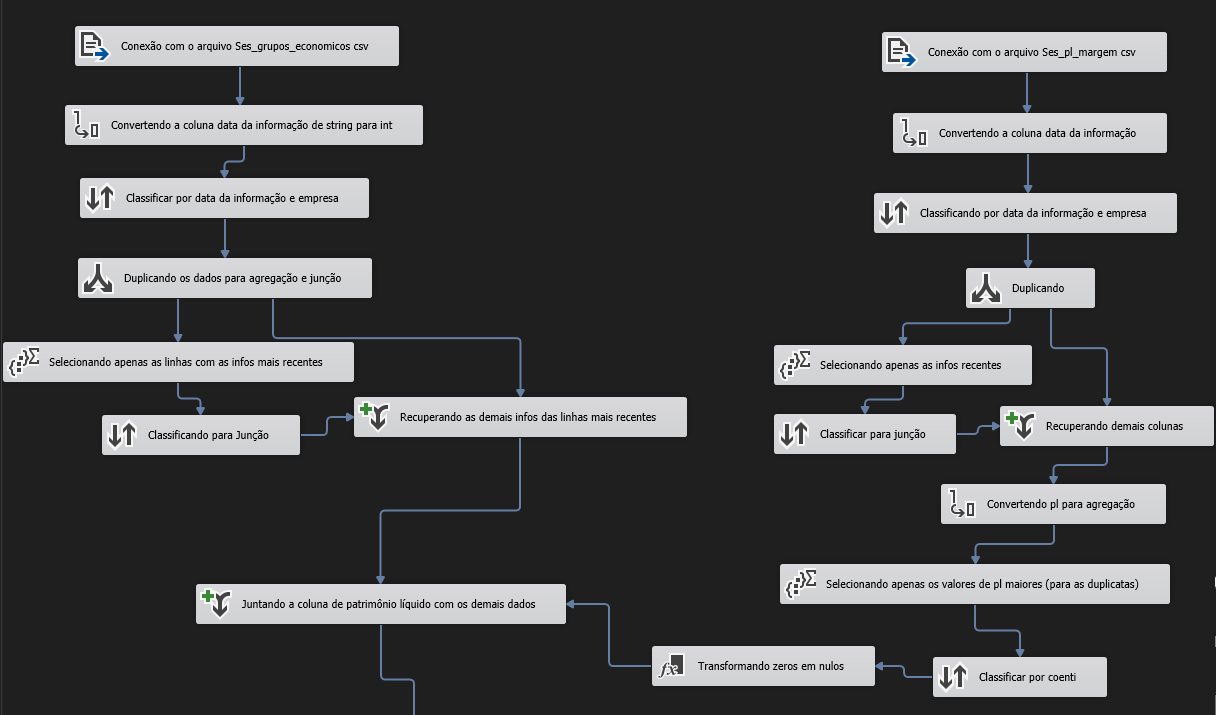 Conexão com o arquivo Ses_grupos_economicos csv
Convertendo a coluna data da informação de string para int
Classificar por data da informação e empresa
Duplicando os dados para agregação e junção
Selecionando apenas as linhas com as infos mais recentes
Classificando para Junção
Recuperando as demais infos das linhas mais recentes
Juntando a coluna de patrimônio líquido com os demais dados
Conexão com o arquivo Ses_pl_margem csv
Convertendo a coluna data da informação
Classificando por data da informação e empresa
Duplicando
Selecionando apenas as infos recentes
Classificar para junção
Recuperando demais colunas
Convertendo pl para agregação
Selecionando apenas os valores de pl maiores (para as duplicatas)
Classificar por coenti
Transformando zeros em nulos